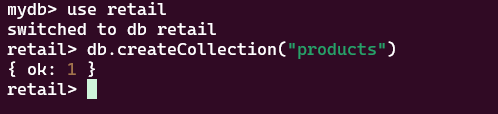 mydb> use retail
switched to db retail
retail> db.createCollection("products")
{ ok: 1 }
retail>